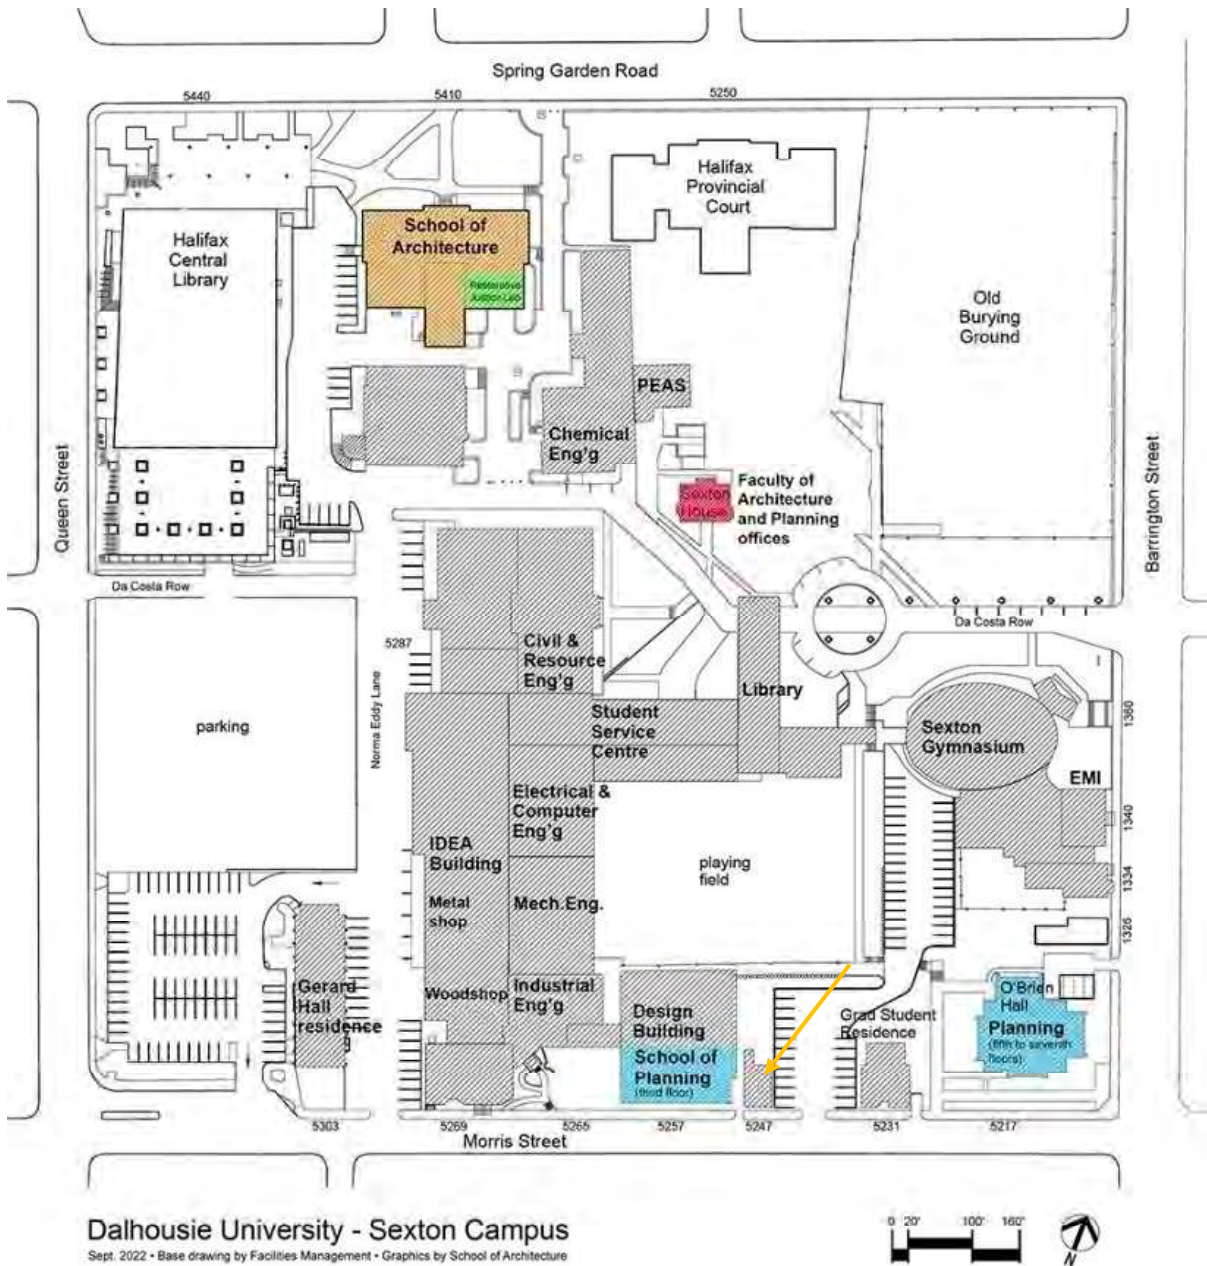 Spring Garden Road
5440
5410
5250
Halifax
Provincial
Court
School of
Architecture
Restorative
Justice Lab
Halifax
Central
Library
Old
Burying
Ground
PEAS
Chemical
Eng'g
Queen Street
Barrington Street
Sexton
House
Faculty of
Architecture
and Planning
offices
Da Costa Row
Da Costa Row
5287
Civil &
Resource
Eng'g
Library
Norma Eddy Lane
parking
Student
Service
Centre
Sexton
Gymnasium
1360
EMI
Electrical &
Computer
Eng'g
1340
IDEA
Building
playing
field
1334
Metal
shop
Mech.Eng.
1326
Gerard
Hall
residence
Woodshop
Industrial
Eng'g
Design
Building
Grad Student
Residence
O'Brien
Hall
Planning
(fifth to seventh
floors)
School of
Planning
(third floor)
5303
5269
5265
5257
5247
5231
5217
Morris Street
Dalhousie University - Sexton Campus
Sept. 2022 • Base drawing by Facilities Management • Graphics by School of Architecture
0 20' 100' 160'
N